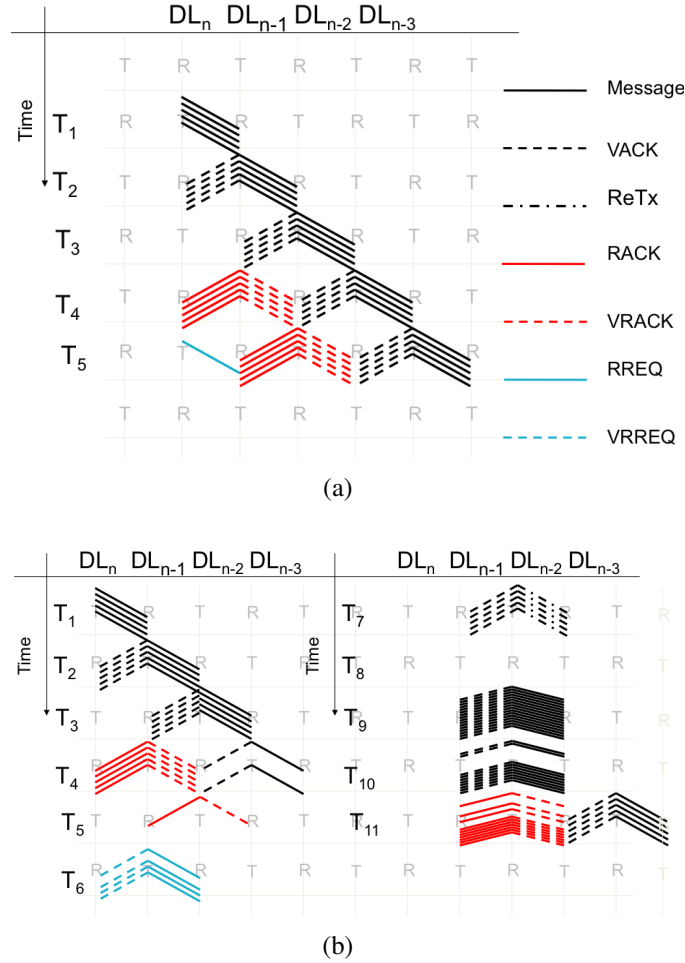 DLn DLn-1 DLn-2 DLn-3
Time
T R T R T R T
T1 R T R T R T R
T2 T R T R T R T
T3 R T R T R T R
T4 T R T R T R T
T5 R T R T R T R
T R T R T R T
Message
VACK
ReTx
RACK
VRACK
RREQ
VRREQ
(a)
DLn DLn-1 DLn-2 DLn-3
Time
T1 T R T R T
T2 R T R T R
T3 T R T R T
T4 R T R T R
T5 T R T R T
T6 R T R T R
DLn DLn-1 DLn-2 DLn-3
Time
T7 R T R T R T R
T8 T R T R T R T
T9 R T R T R T R
T10 T R T R T R T
T11 R T R T R T R
T R T R T R T
(b)